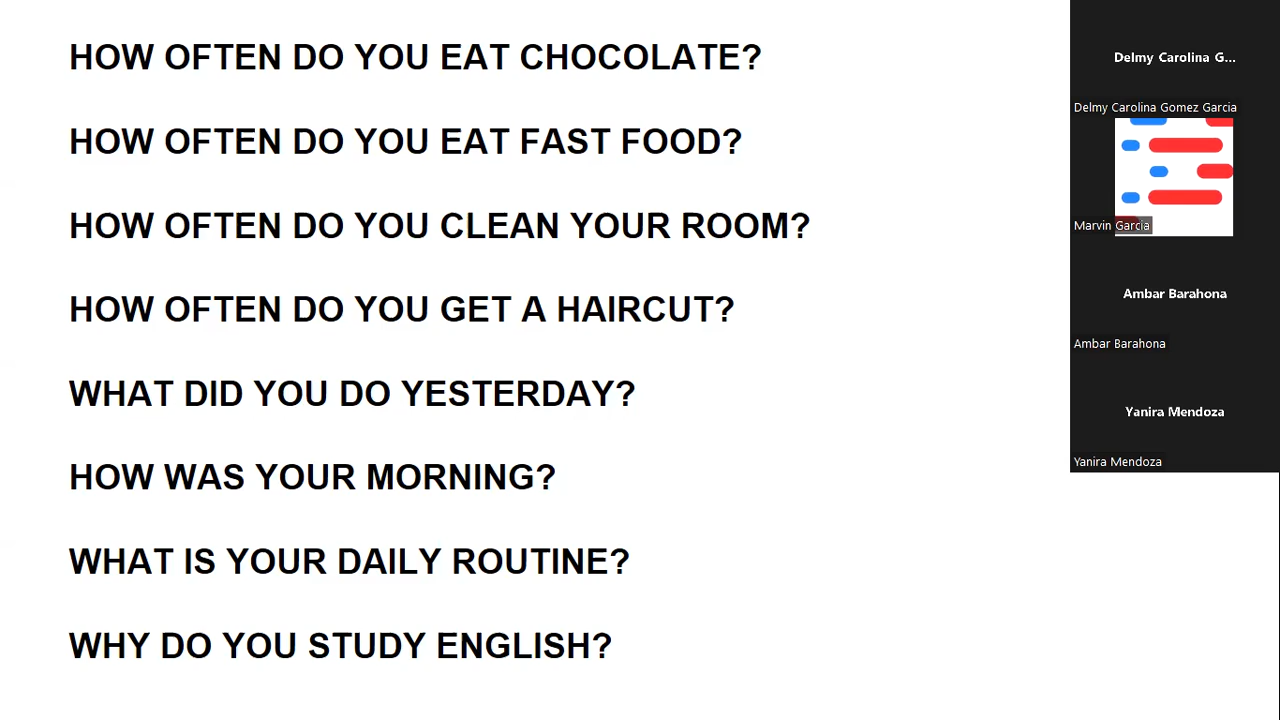 HOW OFTEN DO YOU EAT CHOCOLATE?
HOW OFTEN DO YOU EAT FAST FOOD?
HOW OFTEN DO YOU CLEAN YOUR ROOM?
HOW OFTEN DO YOU GET A HAIRCUT?
WHAT DID YOU DO YESTERDAY?
HOW WAS YOUR MORNING?
WHAT IS YOUR DAILY ROUTINE?
WHY DO YOU STUDY ENGLISH?
Delmy Carolina G...
Delmy Carolina Gomez Garcia
Marvin Garcia
Ambar Barahona
Ambar Barahona
Yanira Mendoza
Yanira Mendoza